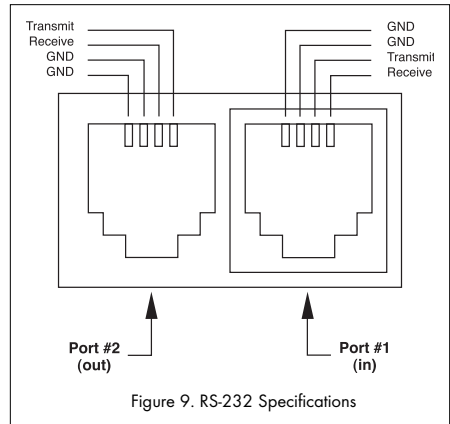 Transmit
Receive
GND
GND
GND
GND
Transmit
Receive
Port #2
(out)
Port #1
(in)
Figure 9. RS-232 Specifications